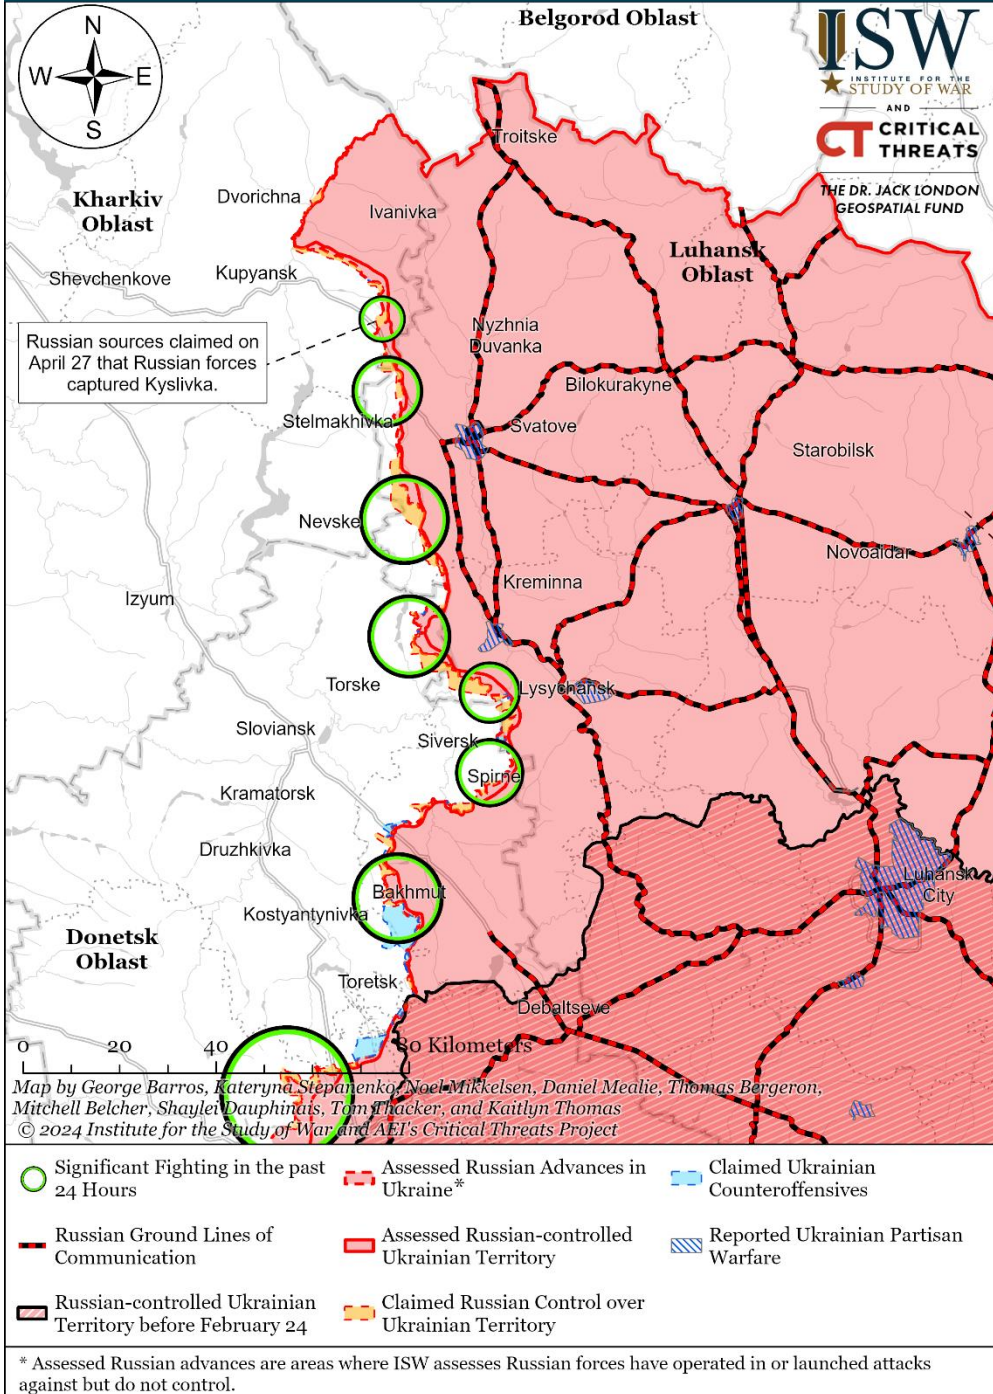 Belgorod Oblast
N
W
E
S
ISW
INSTITUTE FOR THE
STUDY OF WAR
AND
CT CRITICAL
THREATS
THE DR. JACK LONDON
GEOSPATIAL FUND
Troitske
Dvorichna
Kharkiv
Oblast
Ivanivka
Luhansk
Oblast
Shevchenkove
Kupyansk
Russian sources claimed on
April 27 that Russian forces
captured Kyslivka.
Nyzhnia
Duvanka
Bilokurakyne
Stelmakhivka
Svatove
Starobilsk
Nevske
Novoaidar
Kreminna
Izyum
Torske
Lysychansk
Sloviansk
Siversk
Spirne
Kramatorsk
Druzhkivka
Bakhmut
Luhansk
City
Kostyantynivka
Donetsk
Oblast
Toretsk
Debaltseve
0
20
40
80 Kilometers
Map by George Barros, Kateryna Stepanenko, Noel Mikkelsen, Daniel Mealie, Thomas Bergeron,
Mitchell Belcher, Shaylei Dauphinais, Tom Thacker, and Kaitlyn Thomas
© 2024 Institute for the Study of War and AEI's Critical Threats Project
Significant Fighting in the past
24 Hours
Assessed Russian Advances in
Ukraine*
Claimed Ukrainian
Counteroffensives
Russian Ground Lines of
Communication
Assessed Russian-controlled
Ukrainian Territory
Reported Ukrainian Partisan
Warfare
Russian-controlled Ukrainian
Territory before February 24
Claimed Russian Control over
Ukrainian Territory
* Assessed Russian advances are areas where ISW assesses Russian forces have operated in or launched attacks
against but do not control.